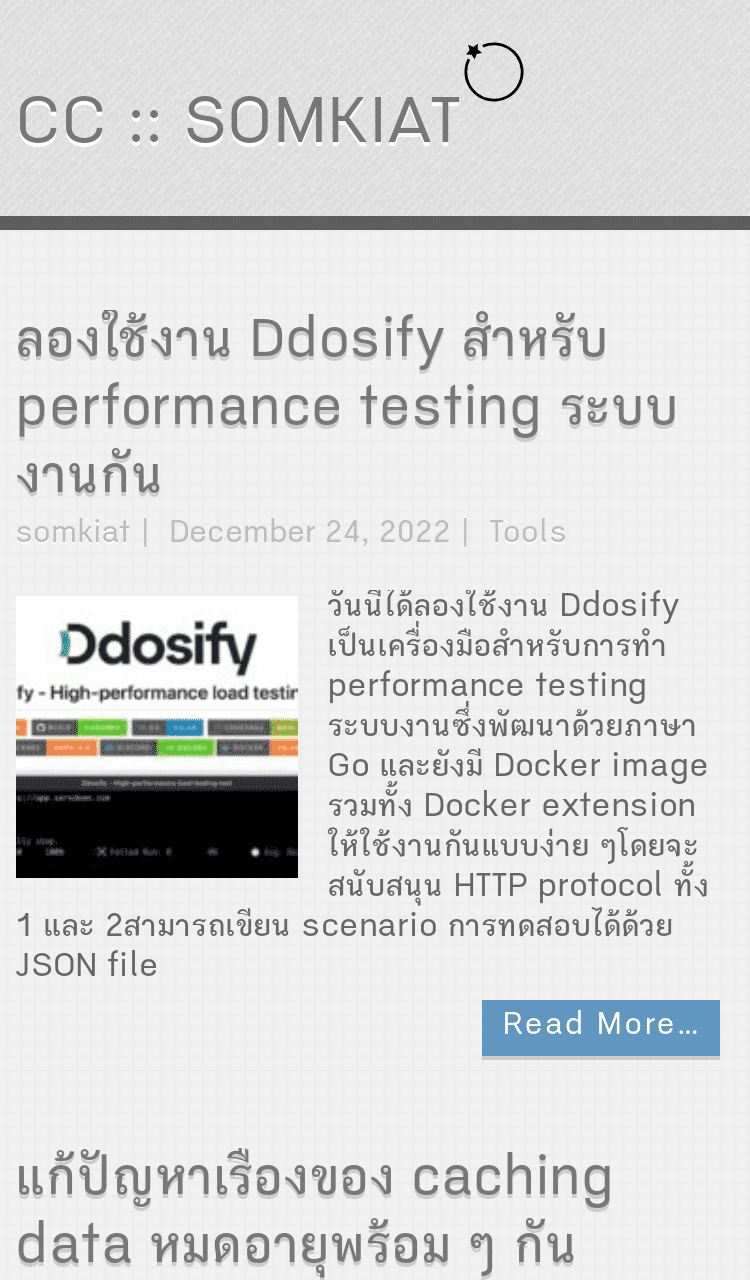 CC :: SOMKIAT
ลองใช้งาน Ddosify สำหรับ
performance testing ระบบ
งานกัน
somkiat | December 24, 2022 | Tools
Ddosify
fy - High-performance load testin
วันนี้ได้ลองใช้งาน Ddosify
เป็นเครื่องมือสำหรับการทำ
performance testing
ระบบงานซึ่งพัฒนาด้วยภาษา
Go และยังมี Docker image
รวมทั้ง Docker extension
ให้ใช้งานกันแบบง่าย ๆโดยจะ
สนับสนุน HTTP protocol ทั้ง
1 และ 2สามารถเขียน scenario การทดสอบได้ด้วย
JSON file
Read More…
แก้ปัญหาเรื่องของ caching
data หมดอายุพร้อม ๆ กัน